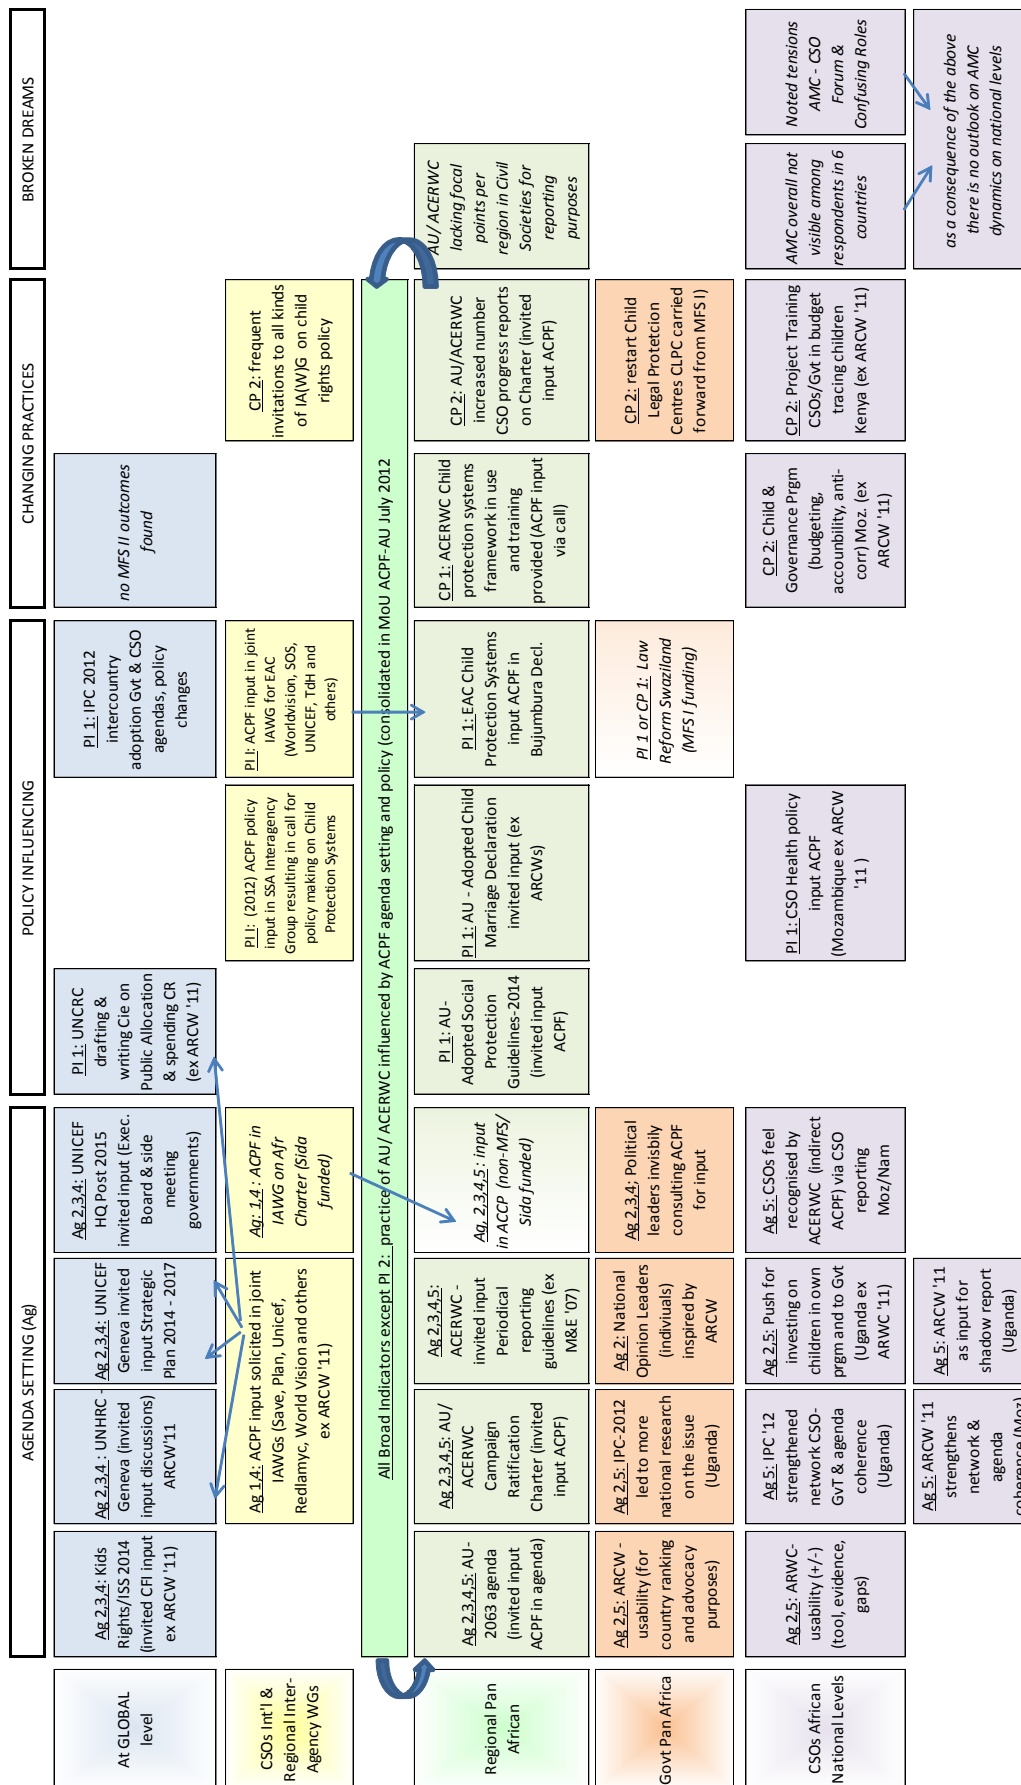 AGENDA SETTING (Ag)
POLICY INFLUENCING
CHANGING PRACTICES
BROKEN DREAMS
At GLOBAL
level
Ag 2,3,4: Kids
Rights/ISS 2014
(invited CFI input
ex ARCW '11)
Ag 2,3,4 : UNHRC -
Geneva (invited
input discussions)
ARCW'11
Ag 2,3,4: UNICEF
Geneva invited
input Strategic
Plan 2014 - 2017
Ag 2,3,4: UNICEF
HQ Post 2015
invited input (Exec.
Board & side
meeting
governments)
PI 1: UNCRC
drafting &
writing Cie on
Public Allocation
& spending CR
(ex ARCW '11)
PI 1: IPC 2012
intercountry
adoption Gvt & CSO
agendas, policy
changes
no MFS II outcomes
found
CSOs Int'l &
Regional Inter-
Agency WGs
Ag 1,4: ACPF input solicited in joint
IAWGs (Save, Plan, Unicef,
Redlamyc, World Vision and others
ex ARCW '11)
Ag: 1,4 : ACPF in
IAWG on Afr
Charter (Sida
funded)
PI I:  (2012) ACPF policy
input in SSA Interagency
Group resulting in call for
policy making on Child
Protection Systems
PI I: ACPF input in joint
IAWG for EAC
(Worldvision, SOS,
UNICEF, TdH and
others)
CP 2: frequent
invitations to all kinds
of IA(W)G on child
rights policy
All Broad Indicators except PI 2:  practice of AU/ ACERWC influenced by ACPF agenda setting and policy (consolidated in MoU ACPF-AU July 2012
Regional Pan
African
Ag 2,3,4,5: AU-
2063 agenda
(invited input
ACPF in agenda)
Ag 2,3,4,5: AU/
ACERWC
Campaign
Ratification
Charter (invited
input ACPF)
Ag 2,3,4,5:
ACERWC -
invited input
Periodical
reporting
guidelines (ex
M&E '07)
Ag, 2,3,4,5 : input
in ACCP  (non-MFS/
Sida funded)
PI 1: AU-
Adopted Social
Protection
Guidelines-2014
(invited input
ACPF)
PI 1: AU - Adopted Child
Marriage Declaration
invited input (ex
ARCWs)
PI 1: EAC Child
Protection Systems
input ACPF in
Bujumbura Decl.
CP 1: ACERWC Child
protection systems
framework in use
and training
provided (ACPF input
via call)
CP 2: AU/ACERWC
increased number
CSO progress reports
on Charter (invited
input ACPF)
AU/ ACERWC
lacking focal
points per
region in Civil
Societies for
reporting
purposes
Govt Pan Africa
Ag 2,5: ARCW -
usability (for
country ranking
and advocacy
purposes)
Ag 2,5: IPC-2012
led to more
national research
on the issue
(Uganda)
Ag 2: National
Opinion Leaders
(indiviuals)
inspired by
ARCW
Ag 2,3,4; Political
leaders invisibly
consulting ACPF
for input
PI 1 or CP 1:  Law
Reform Swaziland
(MFS I funding)
CP 2: restart Child
Legal Protetcion
Centres CLPC carried
forward from MFS I)
CSOs African
National Levels
Ag 2,5: ARWC-
usability (+/-)
(tool, evidence,
gaps)
Ag 5: IPC '12
strengthened
network CSO-
GvT & agenda
coherence
(Uganda)
Ag 2,5: Push for
investing on
children in own
prgm and to Gvt
(Uganda ex
ARWC '11)
Ag 5: CSOs feel
recognised by
ACERWC (indirect
ACPF) via CSO
reporting
Moz/Nam
PI 1: CSO Health policy
input ACPF
(Mozambique ex ARCW
'11 )
CP 2: Child &
Governance Prgm
(budgeting,
accounbility, anti-
corr) Moz. (ex
ARCW '11)
CP 2: Project Training
CSOs/Gvt in budget
tracing children
Kenya (ex ARCW '11)
AMC overall not
visible among
respondents in 6
countries
Noted tensions
AMC - CSO
Forum &
Confusing Roles
Ag 5: ARCW '11
strengthens
network &
agenda
coherence (Moz)
Ag 5: ARCW '11
as input for
shadow report
(Uganda)
as a consequence of the above
there is no outlook on AMC
dynamics on national levels